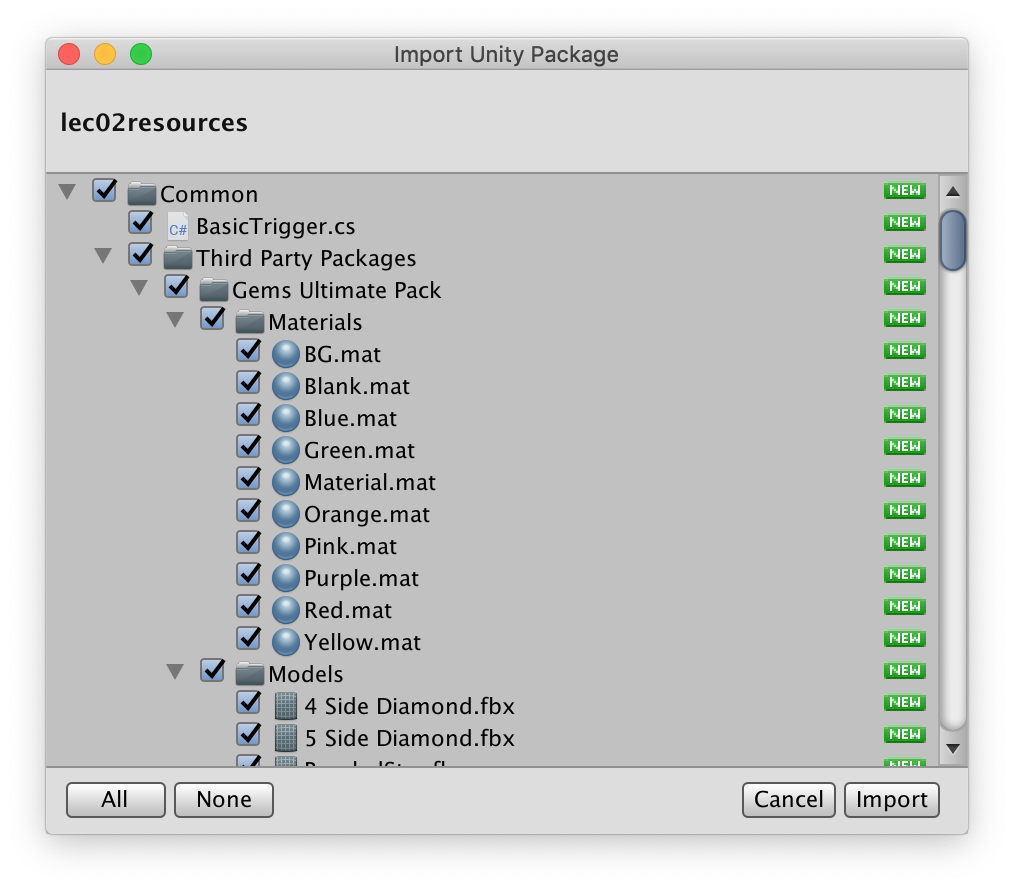 Import Unity Package
lec02resources
Common NEW
C# BasicTrigger.cs NEW
Third Party Packages NEW
Gems Ultimate Pack NEW
Materials NEW
BG.mat NEW
Blank.mat NEW
Blue.mat NEW
Green.mat NEW
Material.mat NEW
Orange.mat NEW
Pink.mat NEW
Purple.mat NEW
Red.mat NEW
Yellow.mat NEW
Models NEW
4 Side Diamond.fbx NEW
5 Side Diamond.fbx NEW
NEW
All None Cancel Import